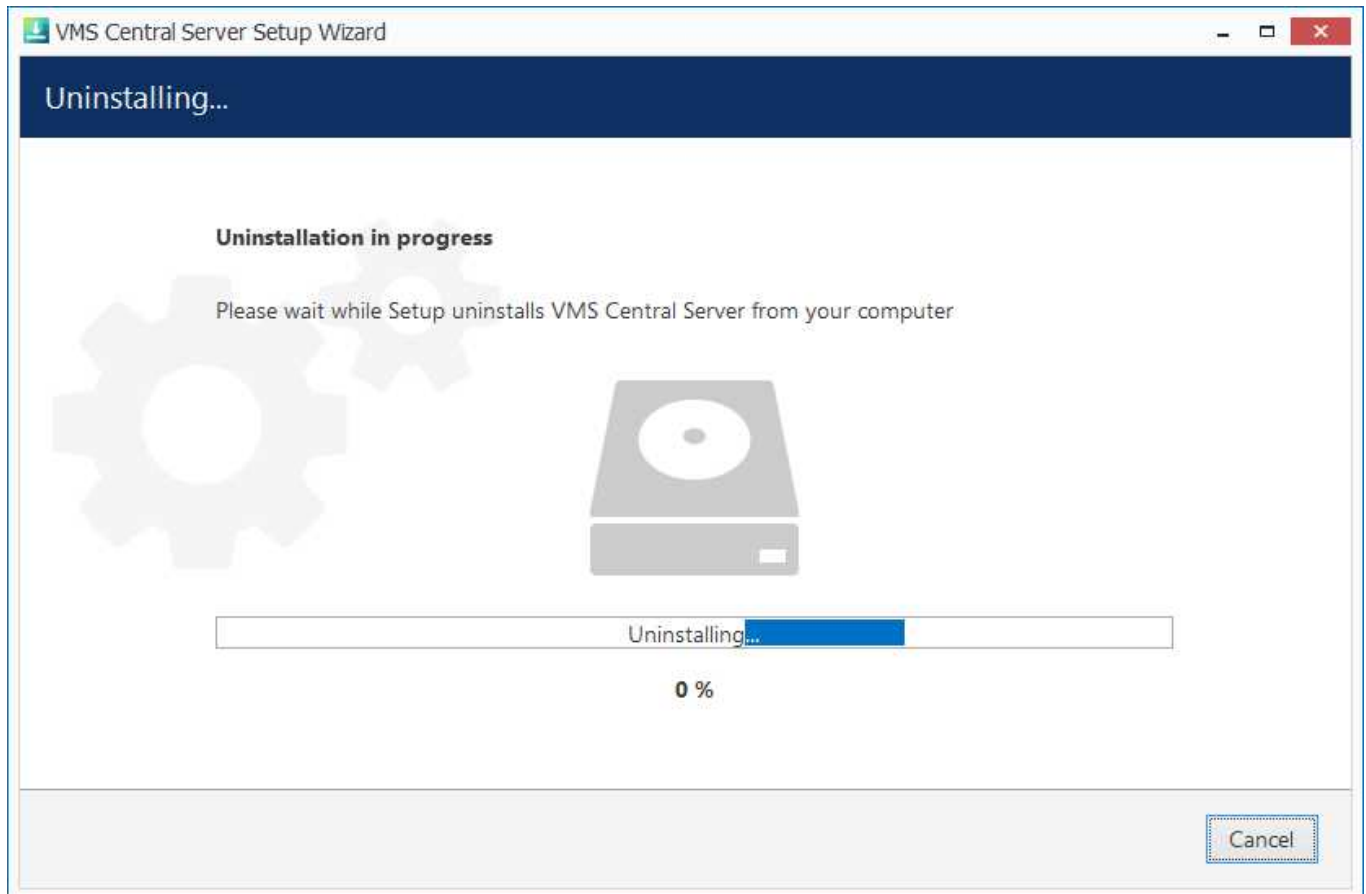 VMS Central Server Setup Wizard
Uninstalling...
Uninstallation in progress
Please wait while Setup uninstalls VMS Central Server from your computer
Uninstalling...
0 %
Cancel